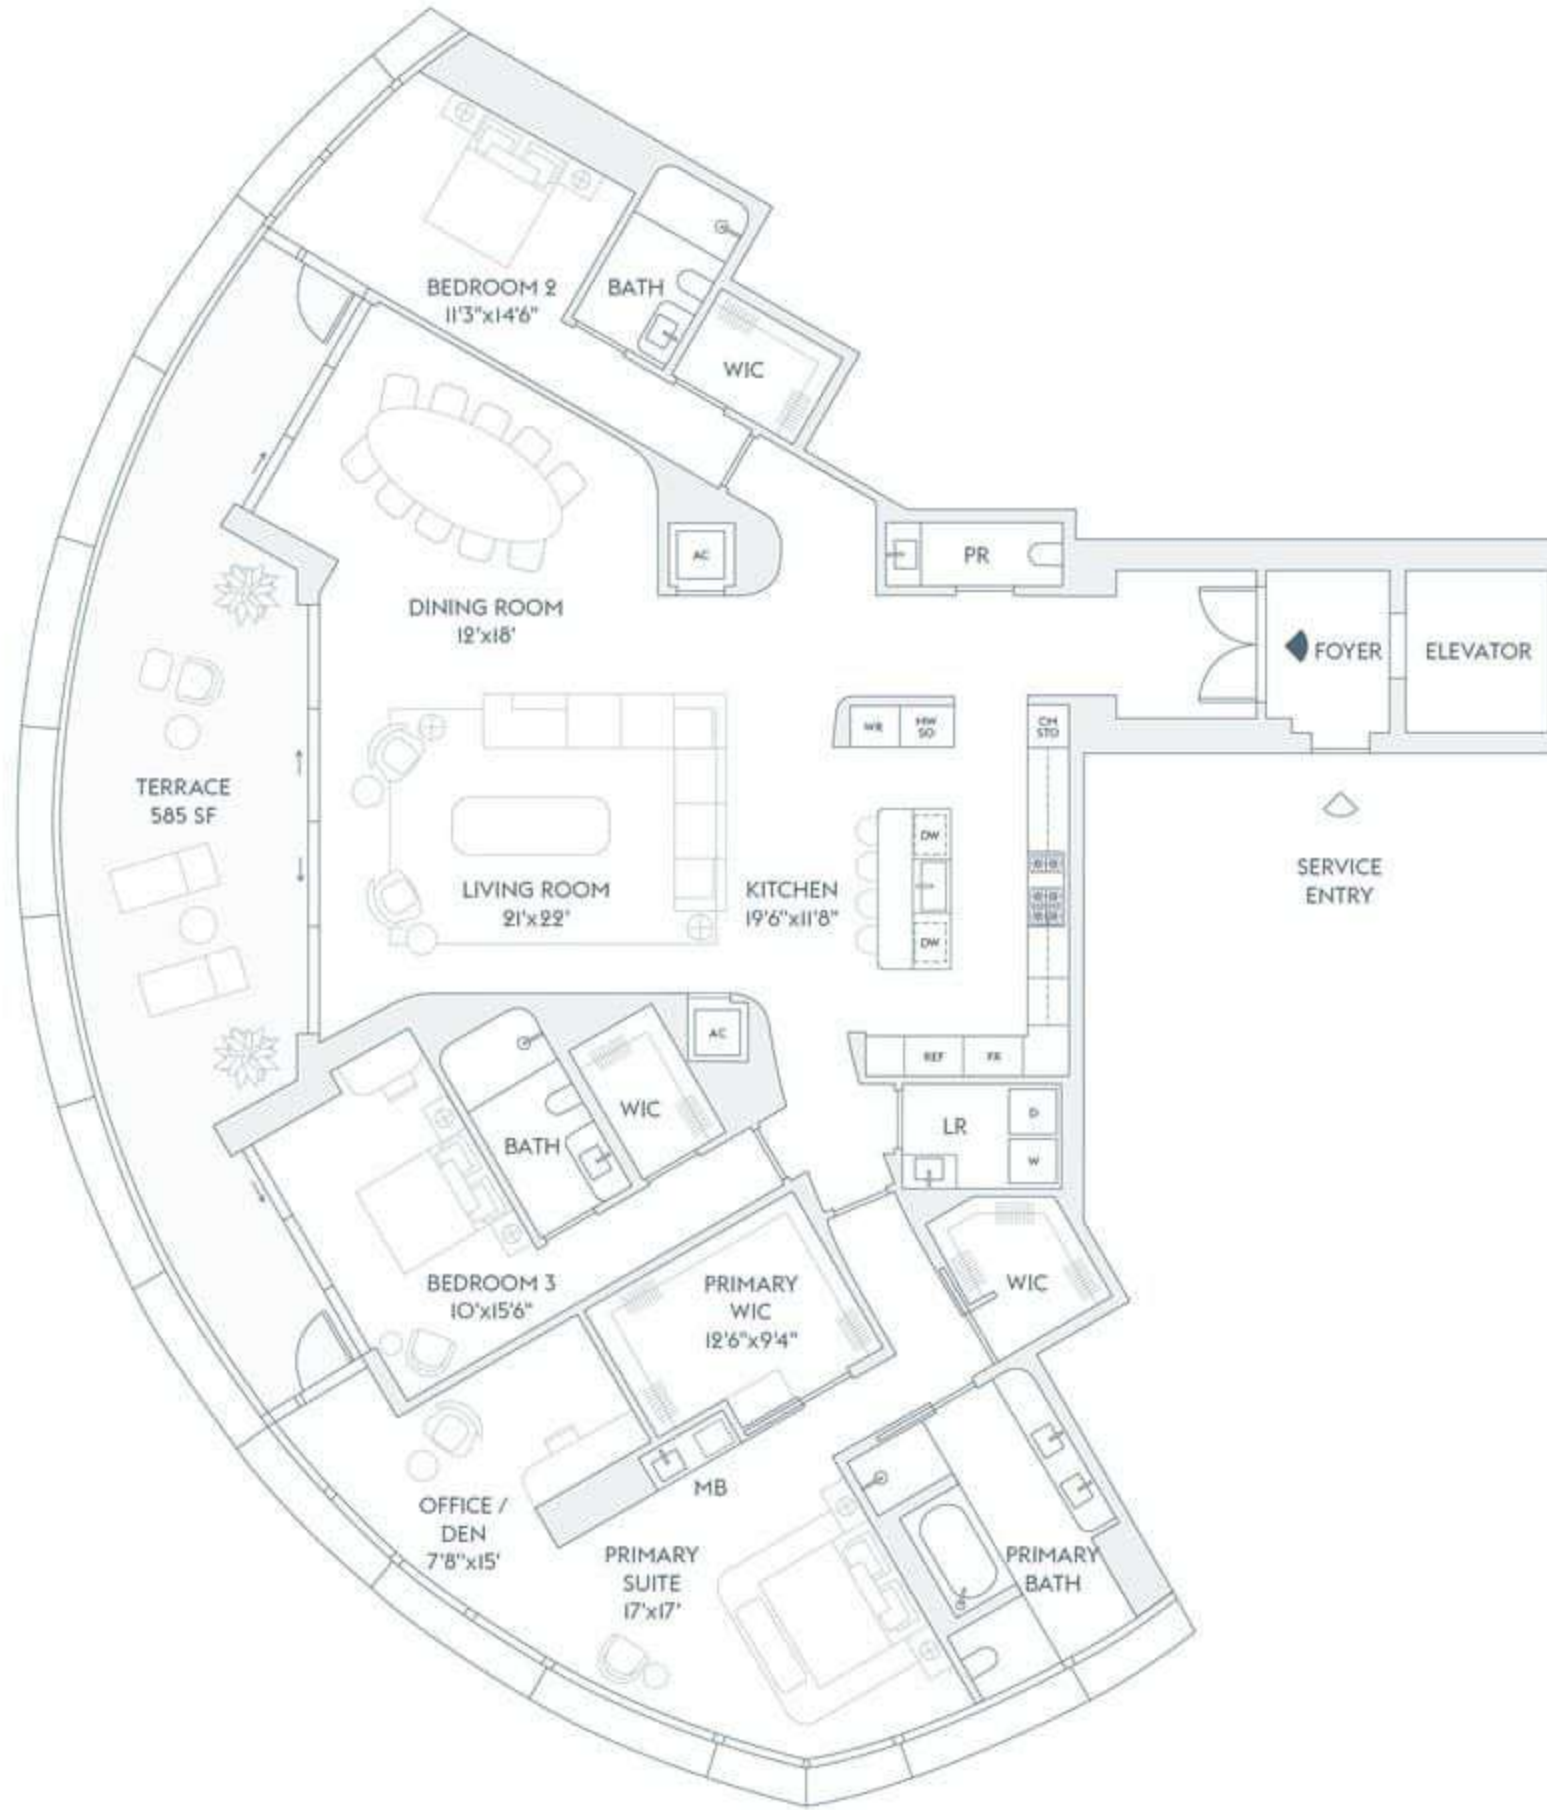 BEDROOM 2
11'3"x14'6"
BATH
WIC
AC
PR
DINING ROOM
12'x18'
FOYER
ELEVATOR
WR
MW
SO
CM
STO
TERRACE
585 SF
DW
LIVING ROOM
21'x22'
KITCHEN
19'6"x11'8"
DW
SERVICE
ENTRY
AC
REF
FR
WIC
BATH
LR
D
W
BEDROOM 3
10'x15'6"
PRIMARY
WIC
12'6"x9'4"
WIC
MB
OFFICE /
DEN
7'8"x15'
PRIMARY
SUITE
17'x17'
PRIMARY
BATH